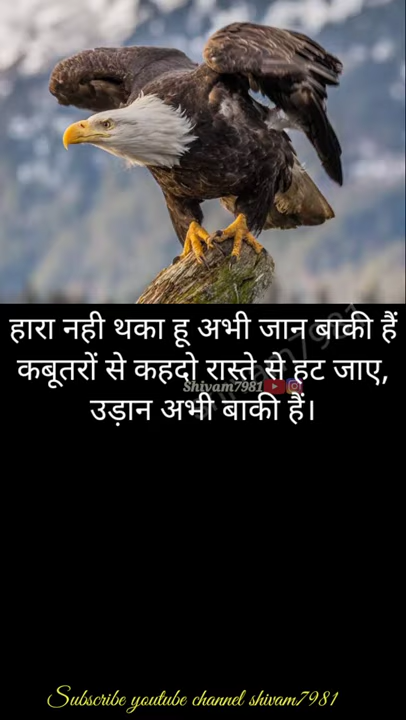 हारा नही थका हू अभी जान बाकी हैं
कबूतरों से कहदो रास्ते सै हट जाए,
Shivam7981
उड़ान अभी बाकी हैं।
Subscribe youtube channel shivam7981